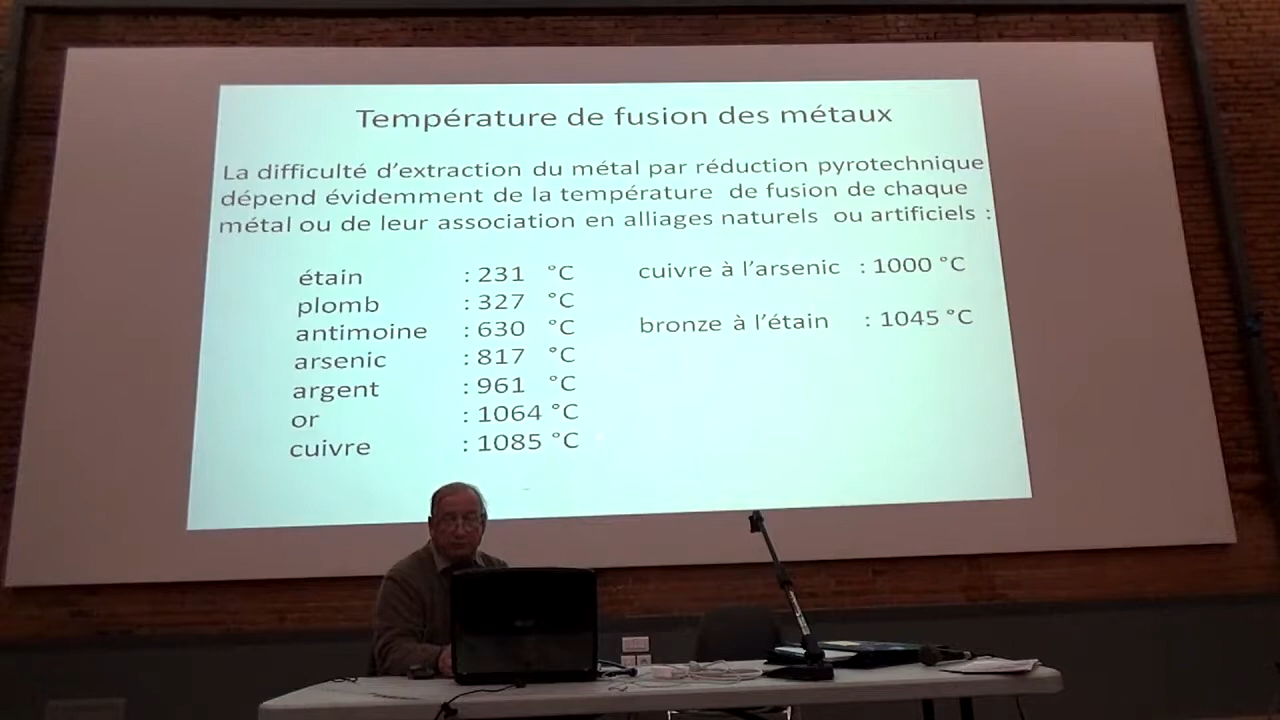 Température de fusion des métaux
La difficulté d’extraction du métal par réduction pyrotechnique
dépend évidemment de la température de fusion de chaque
métal ou de leur association en alliages naturels ou artificiels :
étain : 231 °C cuivre à l’arsenic : 1000 °C
plomb : 327 °C
antimoine : 630 °C bronze à l’étain : 1045 °C
arsenic : 817 °C
argent : 961 °C
or : 1064 °C
cuivre : 1085 °C